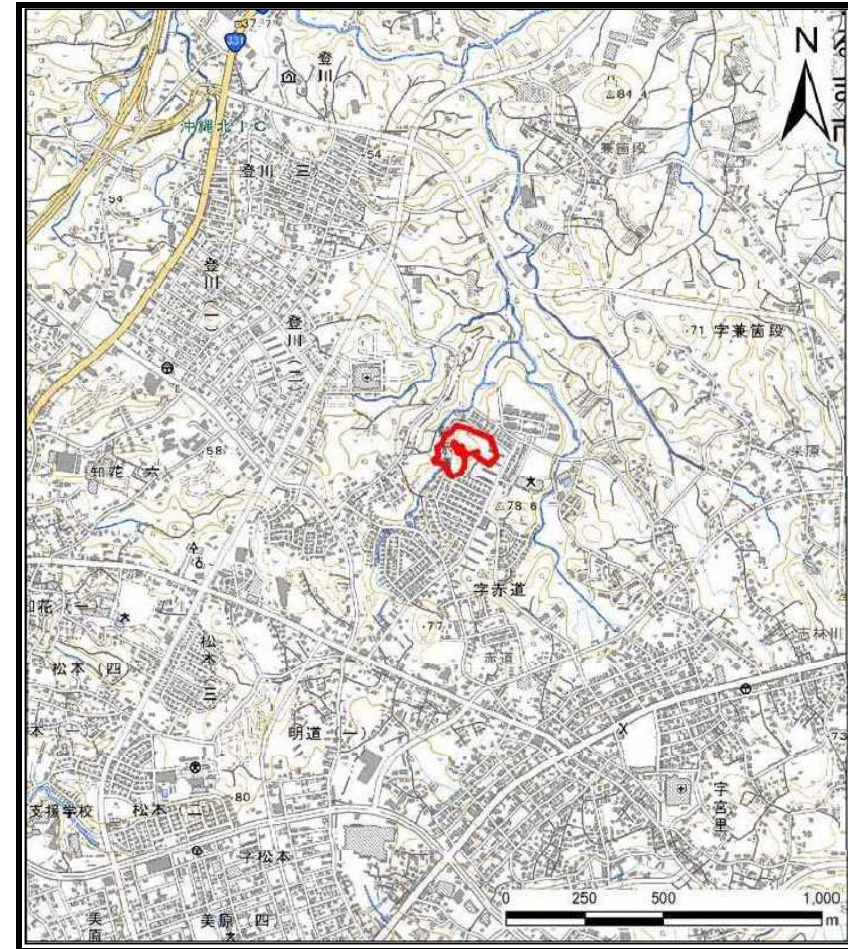 37.7
331
登川
N
84.4
沖縄北IC
兼箇段
54
登川 三
54
登川(一)
登川(二)
71
字兼箇段
米原
58
知花 六
78.6
字赤道
知花(一)
77
赤道
志林川
松本(四)
松本(三)
明道(一)
73
支援学校
松本 二
80
字宮里
字松本
美原
美原(四)
0 250 500 1,000
m